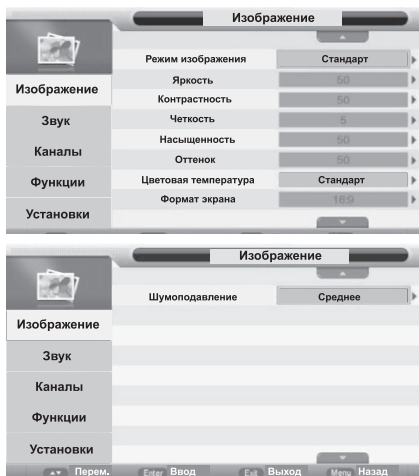 Изображение
Режим изображения Стандарт
Яркость 50
Изображение
Контрастность 50
Звук
Четкость 5
Насыщенность 50
Каналы
Оттенок 50
Функции
Цветовая температура Стандарт
Формат экрана 16:9
Установки
Изображение
Шумоподавление Среднее
Изображение
Звук
Каналы
Функции
Установки
Перем. Enter Ввод Exit Выход Menu Назад